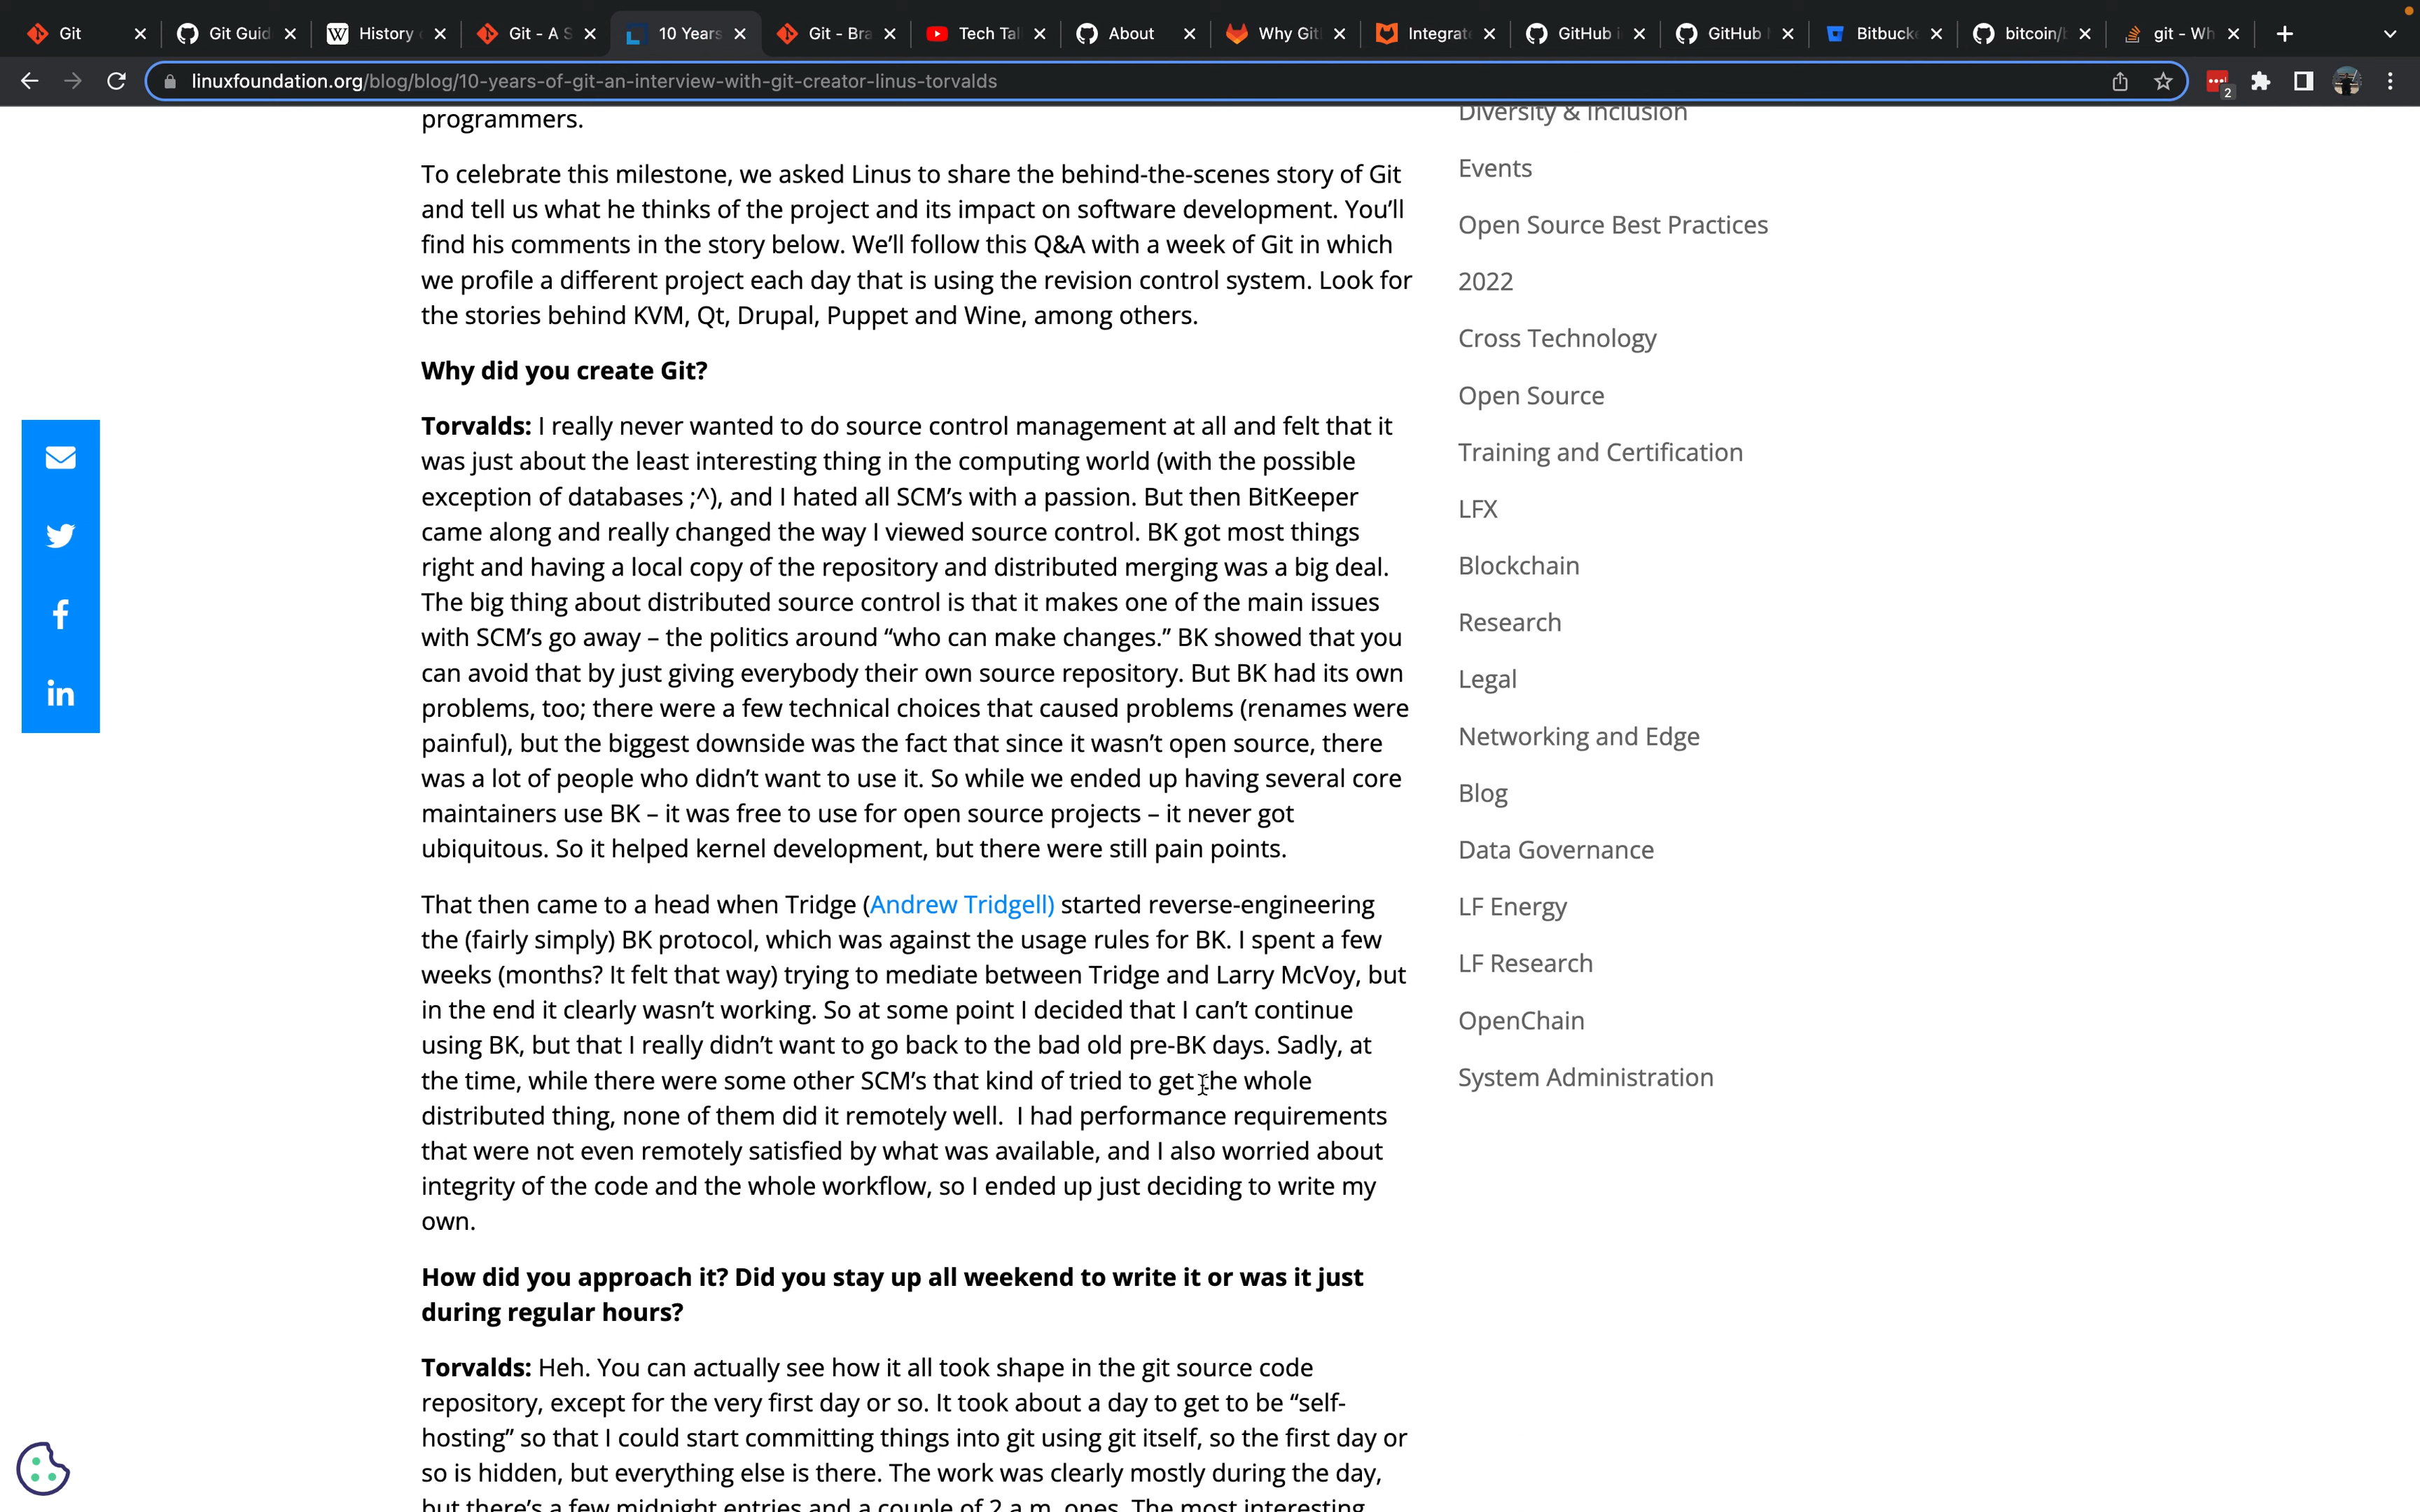 Git
Git Guid
History
Git - A S
10 Years
Git - Bra
Tech Tal
About
Why Git
Integrat
GitHub i
GitHub
Bitbuck
bitcoin/
git - Wh
linuxfoundation.org/blog/blog/10-years-of-git-an-interview-with-git-creator-linus-torvalds
2
programmers.
To celebrate this milestone, we asked Linus to share the behind-the-scenes story of Git
and tell us what he thinks of the project and its impact on software development. You’ll
find his comments in the story below. We’ll follow this Q&A with a week of Git in which
we profile a different project each day that is using the revision control system. Look for
the stories behind KVM, Qt, Drupal, Puppet and Wine, among others.
Why did you create Git?
Torvalds: I really never wanted to do source control management at all and felt that it
was just about the least interesting thing in the computing world (with the possible
exception of databases ;^), and I hated all SCM’s with a passion. But then BitKeeper
came along and really changed the way I viewed source control. BK got most things
right and having a local copy of the repository and distributed merging was a big deal.
The big thing about distributed source control is that it makes one of the main issues
with SCM’s go away – the politics around “who can make changes.” BK showed that you
can avoid that by just giving everybody their own source repository. But BK had its own
problems, too; there were a few technical choices that caused problems (renames were
painful), but the biggest downside was the fact that since it wasn’t open source, there
was a lot of people who didn’t want to use it. So while we ended up having several core
maintainers use BK – it was free to use for open source projects – it never got
ubiquitous. So it helped kernel development, but there were still pain points.
That then came to a head when Tridge (Andrew Tridgell) started reverse-engineering
the (fairly simply) BK protocol, which was against the usage rules for BK. I spent a few
weeks (months? It felt that way) trying to mediate between Tridge and Larry McVoy, but
in the end it clearly wasn’t working. So at some point I decided that I can’t continue
using BK, but that I really didn’t want to go back to the bad old pre-BK days. Sadly, at
the time, while there were some other SCM’s that kind of tried to get the whole
distributed thing, none of them did it remotely well.  I had performance requirements
that were not even remotely satisfied by what was available, and I also worried about
integrity of the code and the whole workflow, so I ended up just deciding to write my
own.
How did you approach it? Did you stay up all weekend to write it or was it just
during regular hours?
Torvalds: Heh. You can actually see how it all took shape in the git source code
repository, except for the very first day or so. It took about a day to get to be “self-
hosting” so that I could start committing things into git using git itself, so the first day or
so is hidden, but everything else is there. The work was clearly mostly during the day,
but there’s a few midnight entries and a couple of 2 a.m. ones. The most interesting
Diversity & Inclusion
Events
Open Source Best Practices
2022
Cross Technology
Open Source
Training and Certification
LFX
Blockchain
Research
Legal
Networking and Edge
Blog
Data Governance
LF Energy
LF Research
OpenChain
System Administration